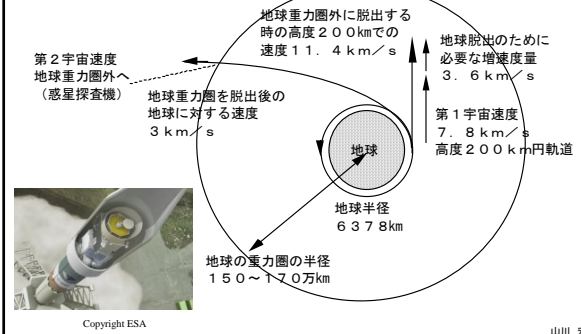 地球重力圏外に脱出する
時の高度200kmでの
速度11.4km/s
地球脱出のために
必要な増速度量
3.6km/s
第2宇宙速度
地球重力圏外へ
(惑星探査機)
地球重力圏を脱出後の
地球に対する速度
3km/s
第1宇宙速度
7.8km/s
高度200km円軌道
地球
地球半径
6378km
地球の重力圏の半径
150~170万km
Copyright ESA
山川